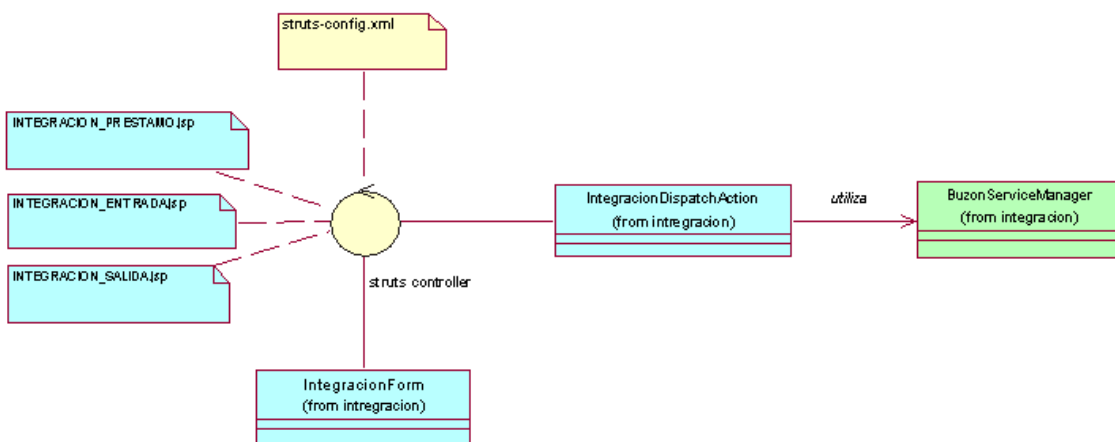 struts-config.xml
INTEGRACION_PRESTAMO.jsp
INTEGRACION_ENTRADA.jsp
INTEGRACION_SALIDA.jsp
struts controller
IntegracionDispatchAction
(from intregracion)
utiliza
BuzonServiceManager
(from integracion)
IntegracionForm
(from intregracion)